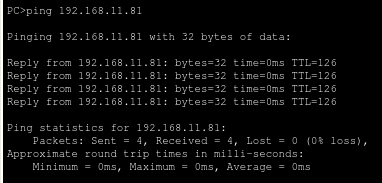 PC>ping 192.168.11.81

Pinging 192.168.11.81 with 32 bytes of data:

Reply from 192.168.11.81: bytes=32 time=0ms TTL=126
Reply from 192.168.11.81: bytes=32 time=0ms TTL=126
Reply from 192.168.11.81: bytes=32 time=0ms TTL=126
Reply from 192.168.11.81: bytes=32 time=0ms TTL=126

Ping statistics for 192.168.11.81:
    Packets: Sent = 4, Received = 4, Lost = 0 (0% loss),
Approximate round trip times in milli-seconds:
    Minimum = 0ms, Maximum = 0ms, Average = 0ms